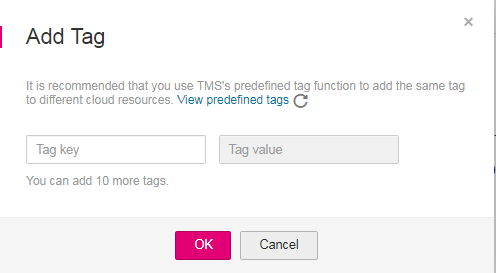 Add Tag
It is recommended that you use TMS's predefined tag function to add the same tag
to different cloud resources. View predefined tags
Tag key
Tag value
You can add 10 more tags.
OK
Cancel